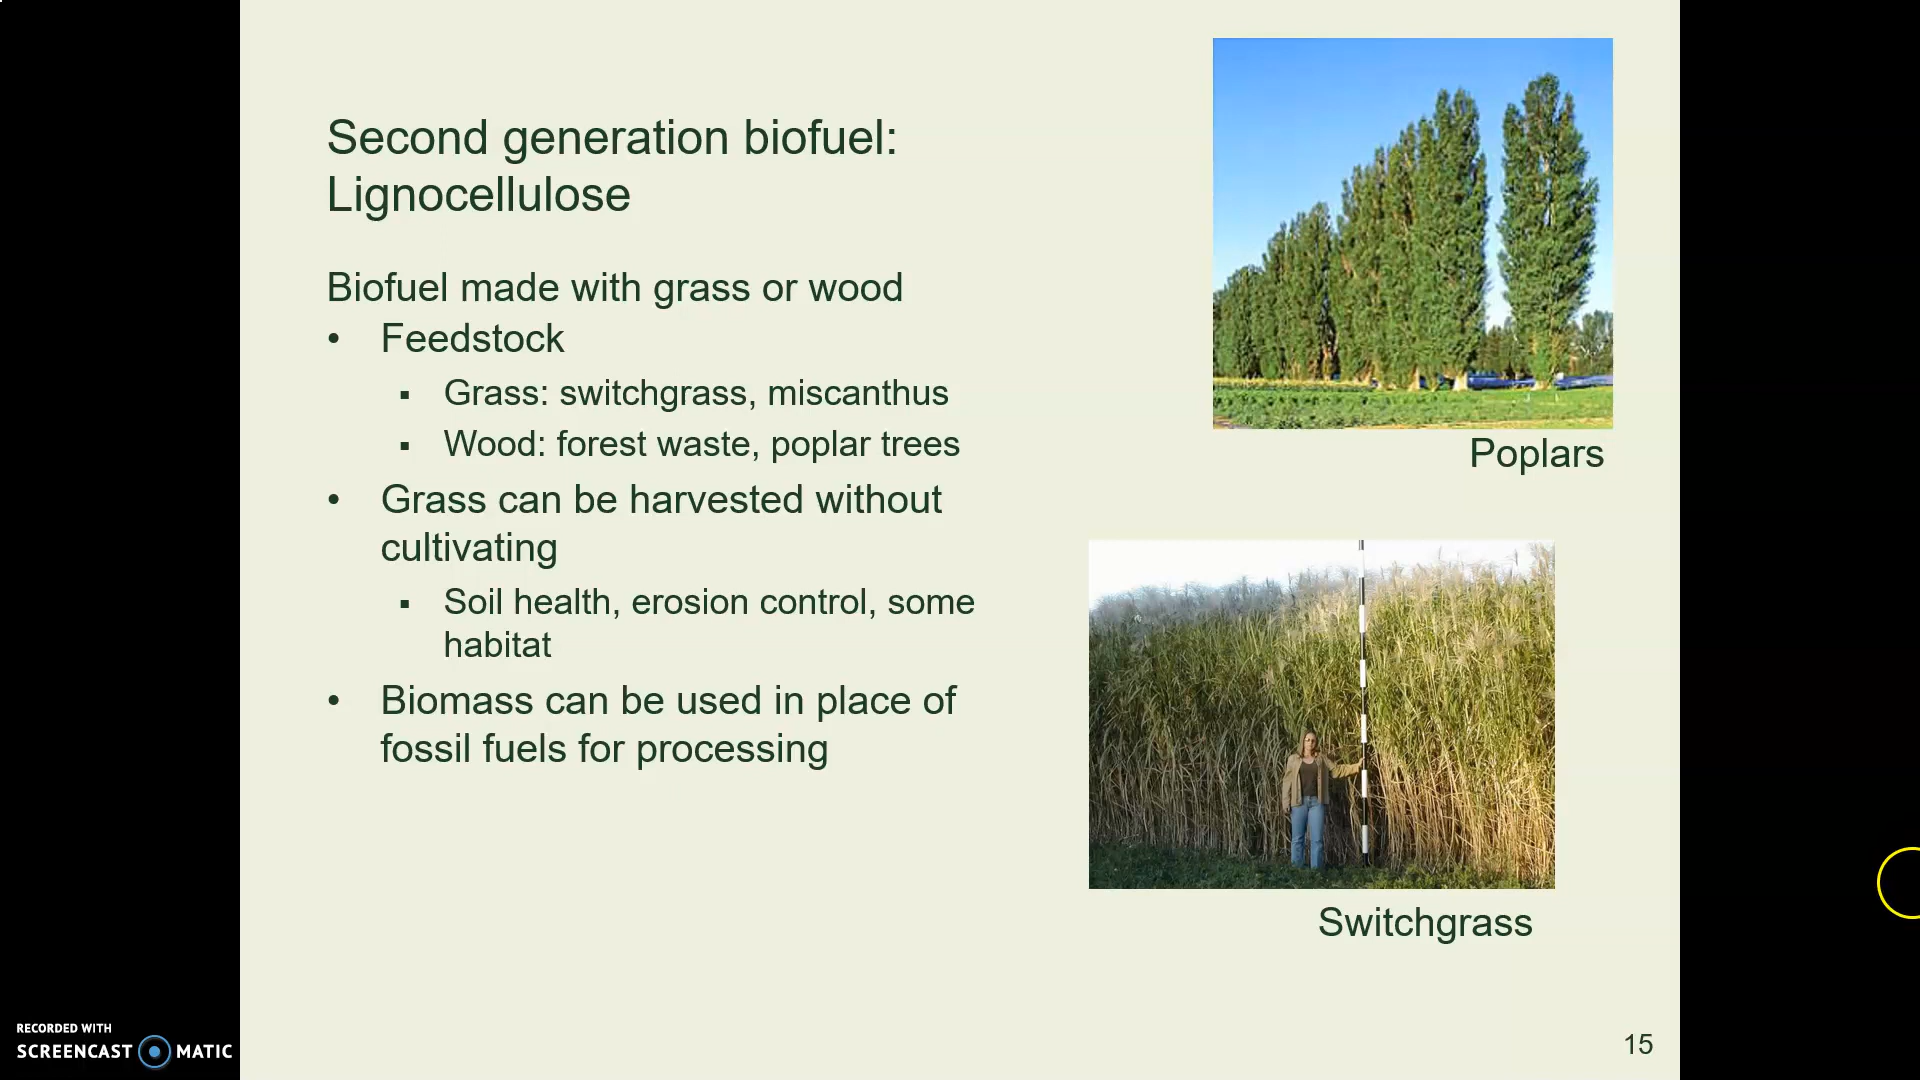 Second generation biofuel:
Lignocellulose
Biofuel made with grass or wood
• Feedstock
▪ Grass: switchgrass, miscanthus
▪ Wood: forest waste, poplar trees
• Grass can be harvested without
cultivating
▪ Soil health, erosion control, some
habitat
• Biomass can be used in place of
fossil fuels for processing
Poplars
Switchgrass
15
RECORDED WITH
SCREENCAST MATIC